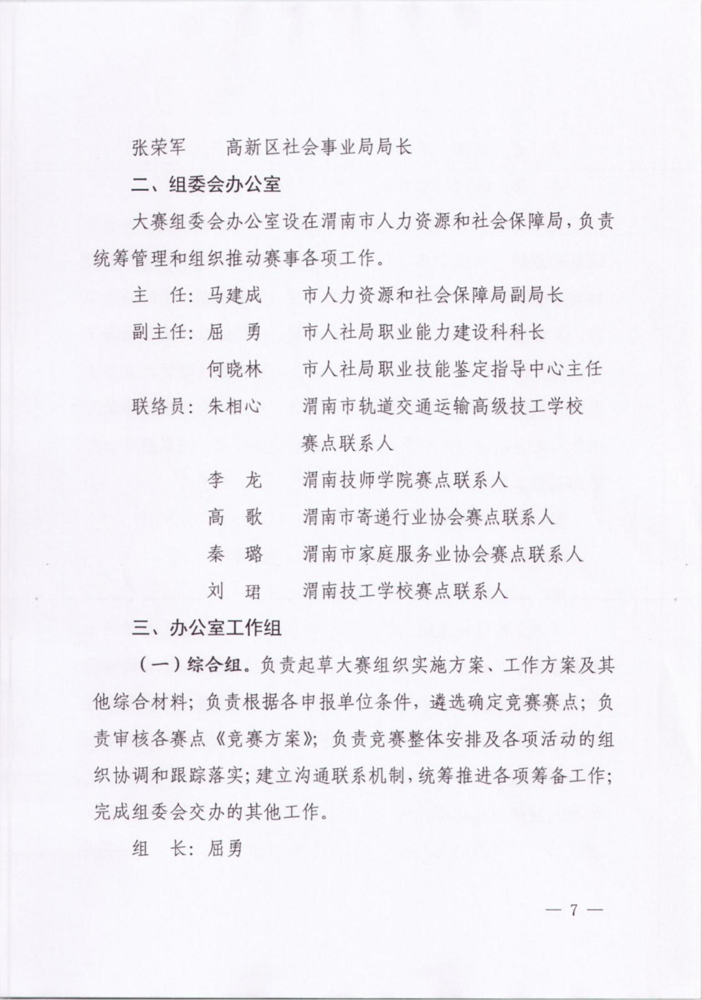 张荣军 高新区社会事业局局长
二、组委会办公室
大赛组委会办公室设在渭南市人力资源和社会保障局，负责
统筹管理和组织推动赛事各项工作。
主 任：马建成 市人力资源和社会保障局副局长
副主任：屈 勇 市人社局职业能力建设科科长
何晓林 市人社局职业技能鉴定指导中心主任
联络员：朱相心 渭南市轨道交通运输高级技工学校
赛点联系人
李 龙 渭南技师学院赛点联系人
高 歌 渭南市寄递行业协会赛点联系人
秦 璐 渭南市家庭服务业协会赛点联系人
刘 珺 渭南技工学校赛点联系人
三、办公室工作组
（一）综合组。负责起草大赛组织实施方案、工作方案及其
他综合材料；负责根据各申报单位条件，遴选确定竞赛赛点；负
责审核各赛点《竞赛方案》；负责竞赛整体安排及各项活动的组
织协调和跟踪落实；建立沟通联系机制，统筹推进各项筹备工作；
完成组委会交办的其他工作。
组 长：屈勇
— 7 —